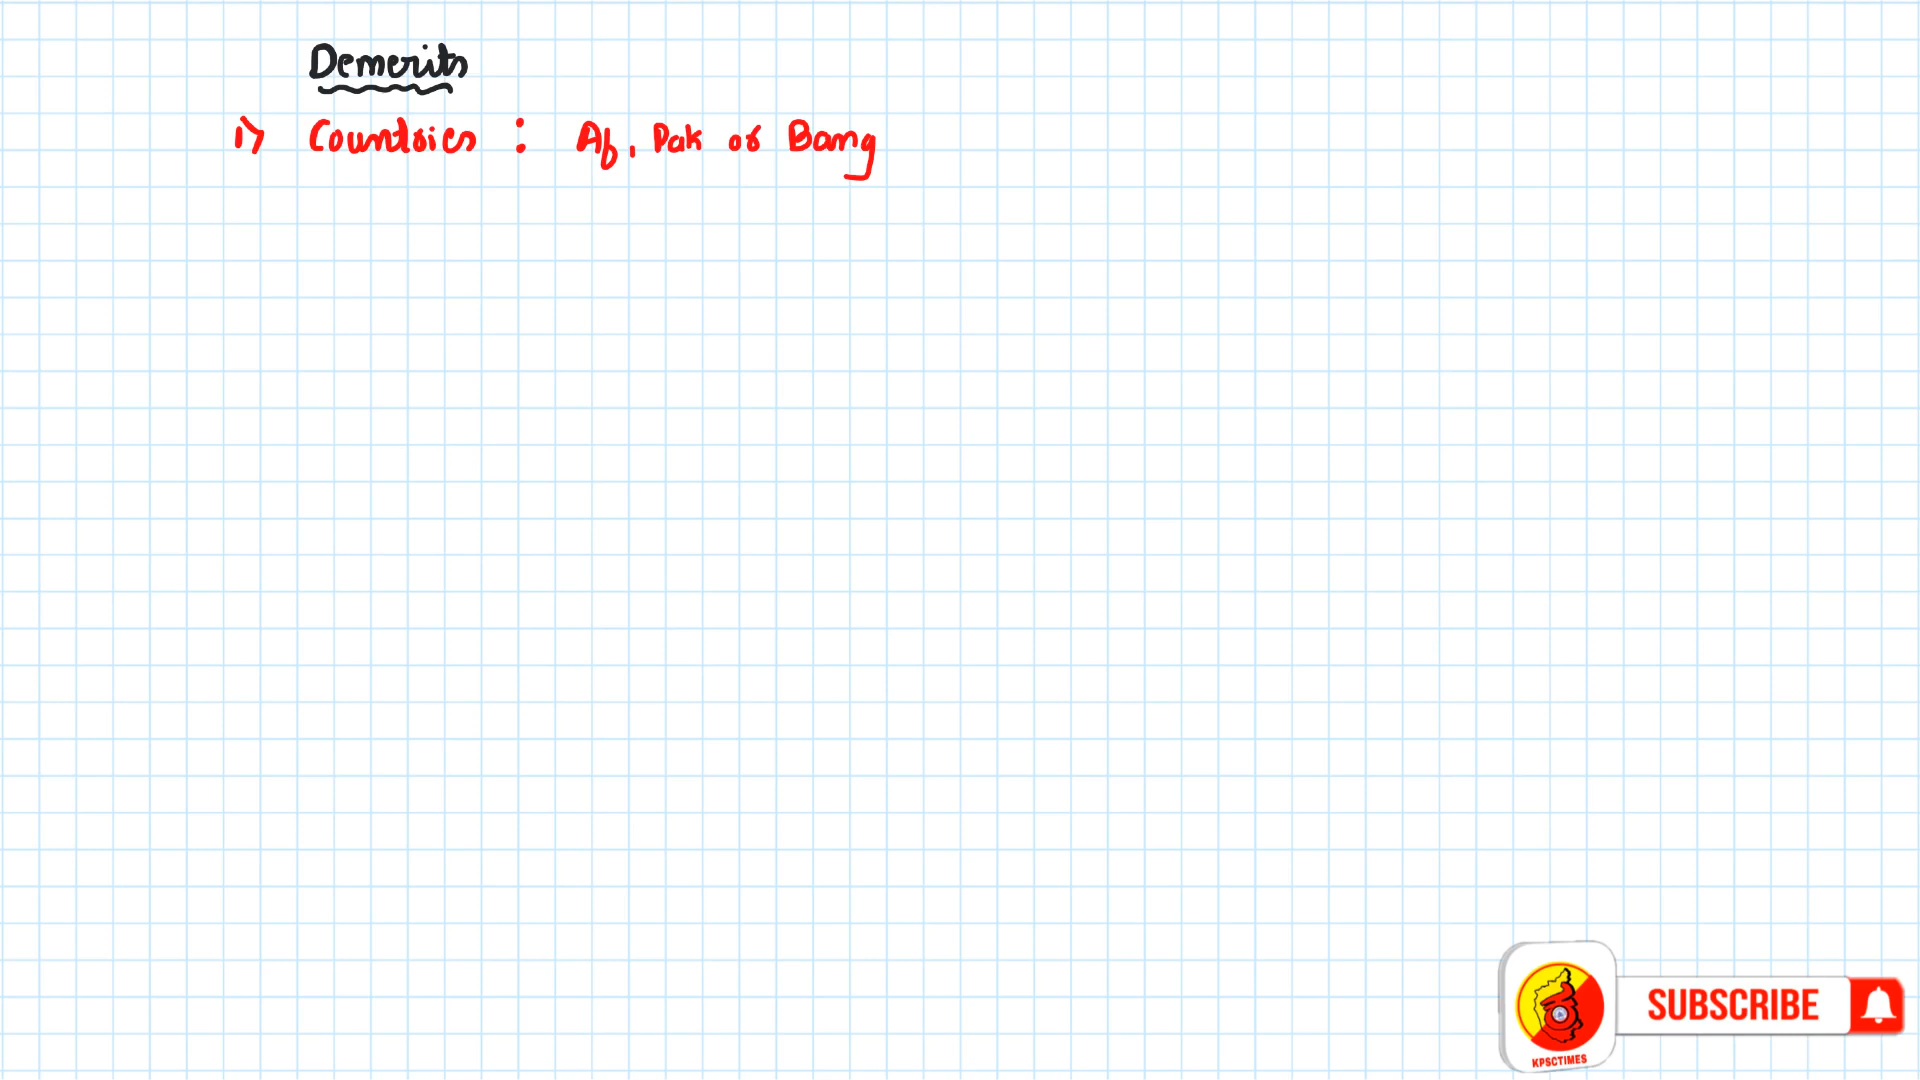 Demerits
1) Countries : Af, Pak or Bang
SUBSCRIBE
KPSCTIMES